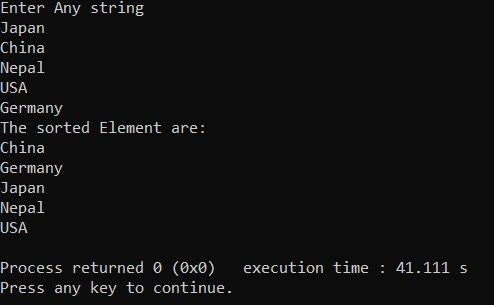 Enter Any string
Japan
China
Nepal
USA
Germany
The sorted Element are:
China
Germany
Japan
Nepal
USA
Process returned 0 (0x0)   execution time : 41.111 s
Press any key to continue.